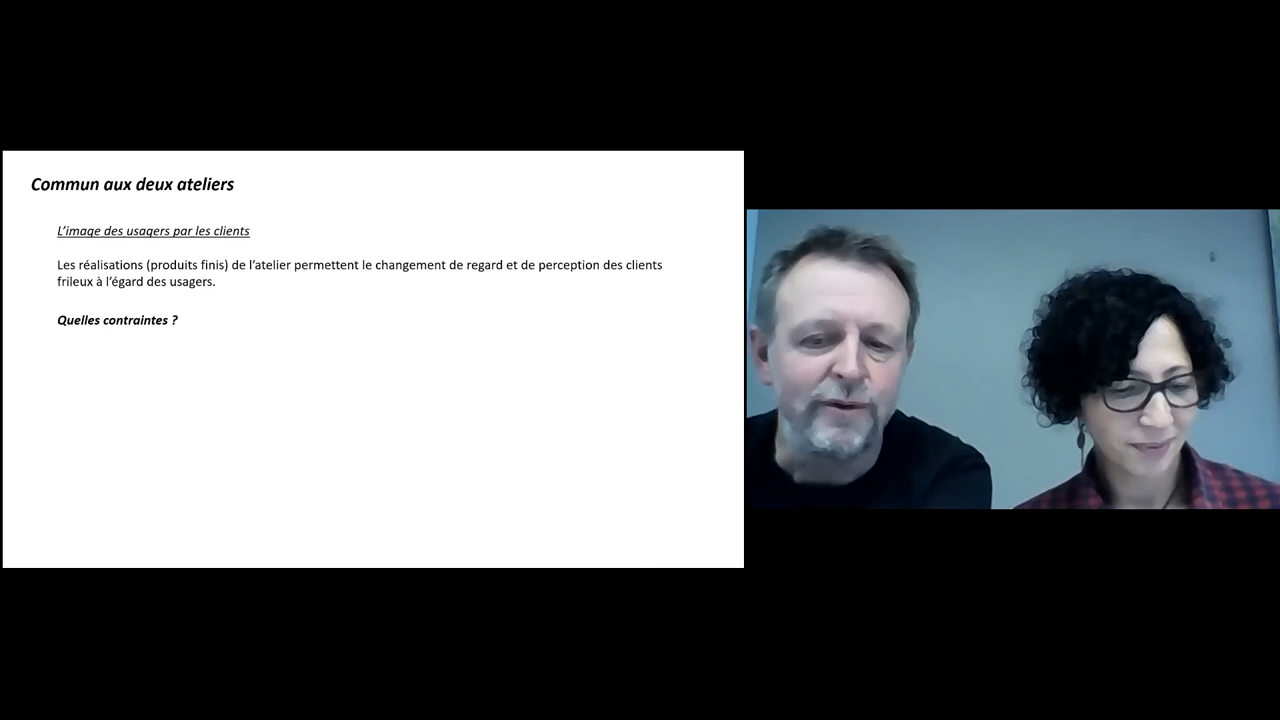 Commun aux deux ateliers
L’image des usagers par les clients
Les réalisations (produits finis) de l’atelier permettent le changement de regard et de perception des clients
frileux à l’égard des usagers.
Quelles contraintes ?